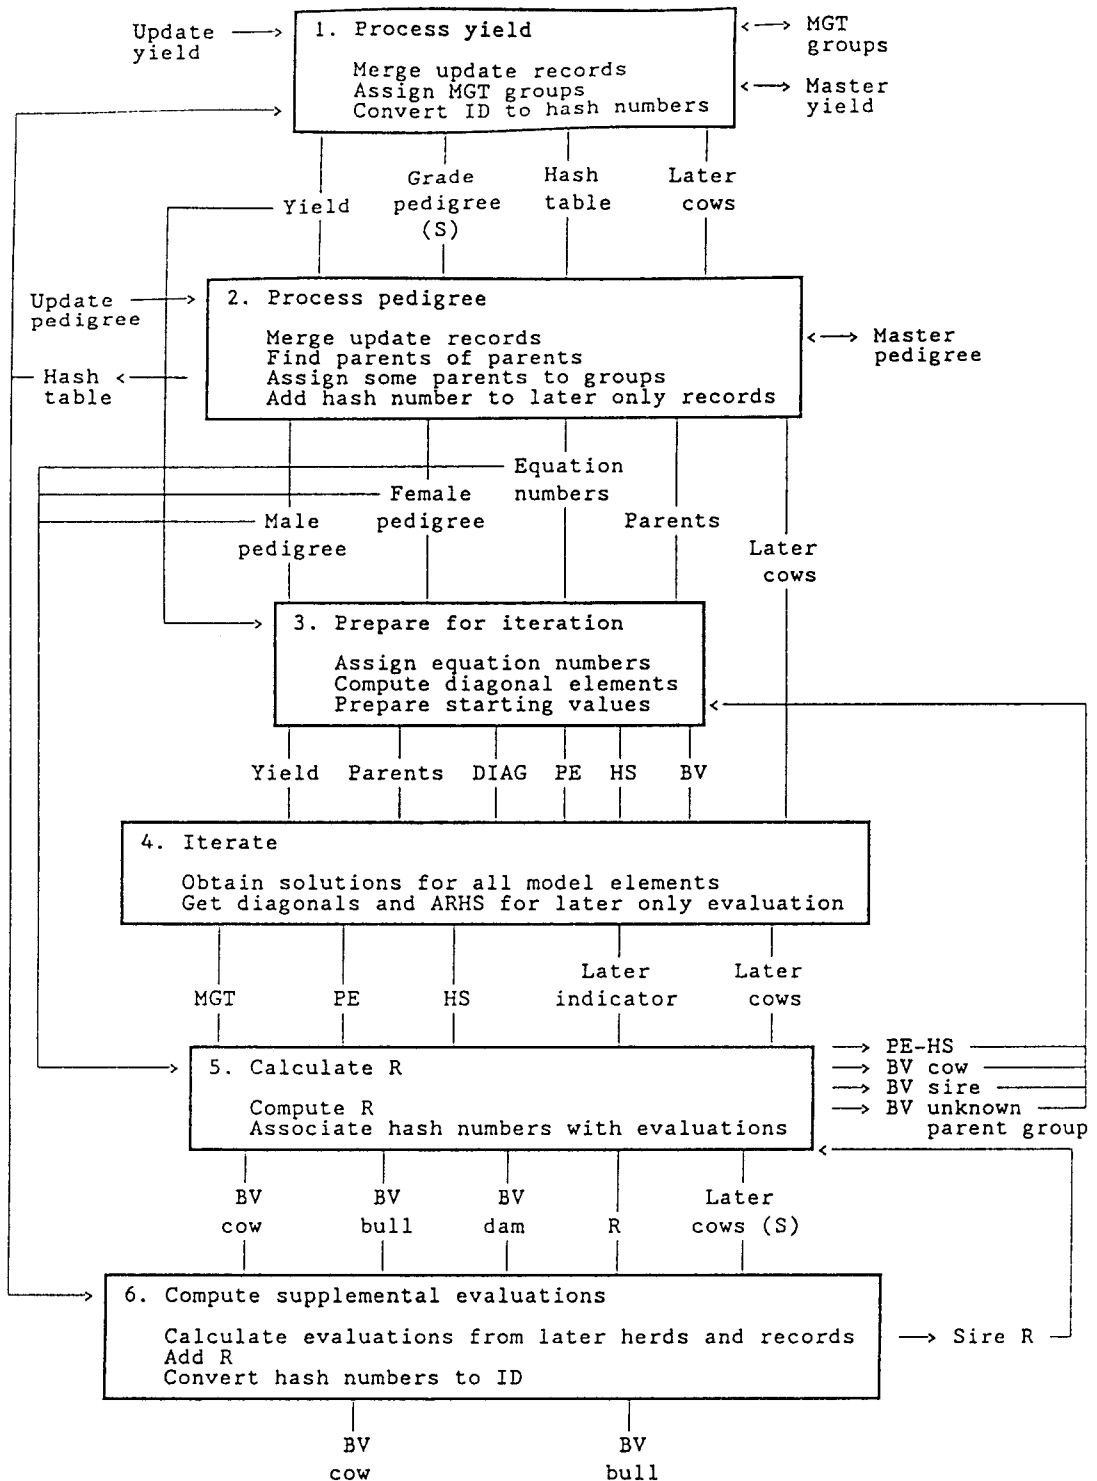 Update
yield
1. Process yield
Merge update records
Assign MGT groups
Convert ID to hash numbers
MGT
groups
Master
yield
Yield
Grade
pedigree
(S)
Hash
table
Later
cows
Update
pedigree
2. Process pedigree
Merge update records
Find parents of parents
Assign some parents to groups
Add hash number to later only records
Master
pedigree
Hash
table
Equation
numbers
Female
pedigree
Male
pedigree
Parents
Later
cows
3. Prepare for iteration
Assign equation numbers
Compute diagonal elements
Prepare starting values
Yield
Parents
DIAG
PE
HS
BV
4. Iterate
Obtain solutions for all model elements
Get diagonals and ARHS for later only evaluation
MGT
PE
HS
Later
indicator
Later
cows
5. Calculate R
Compute R
Associate hash numbers with evaluations
PE-HS
BV cow
BV sire
BV unknown
parent group
BV
cow
BV
bull
BV
dam
R
Later
cows (S)
6. Compute supplemental evaluations
Calculate evaluations from later herds and records
Add R
Convert hash numbers to ID
Sire R
BV
cow
BV
bull